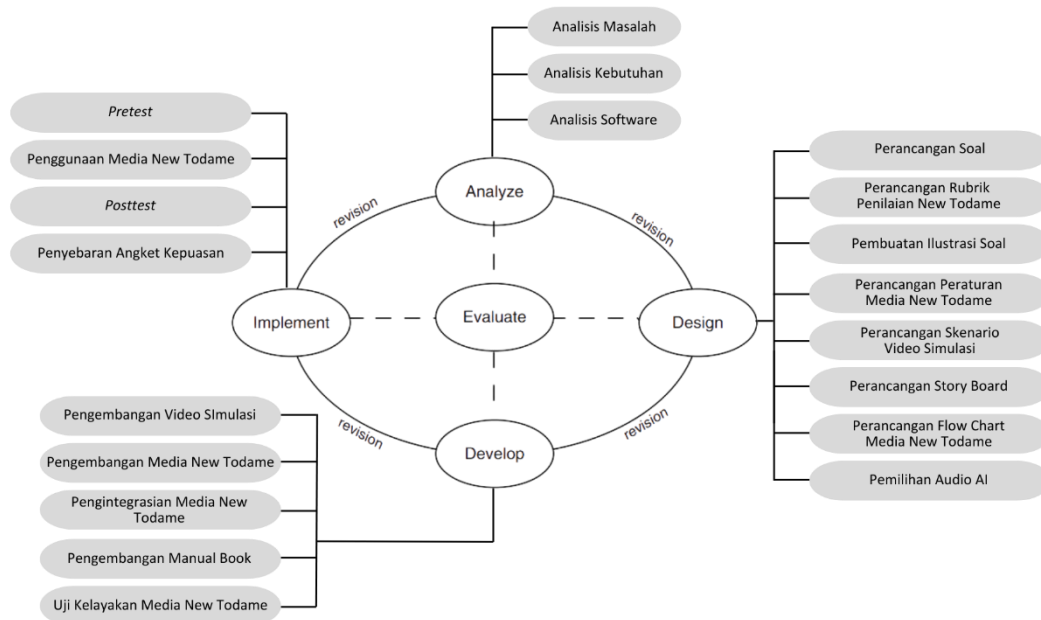 Analisis Masalah
Analisis Kebutuhan
Analisis Software
Pretest
Penggunaan Media New Todame
Posttest
Penyebaran Angket Kepuasan
Analyze
revision
revision
Implement
Evaluate
Design
Perancangan Soal
Perancangan Rubrik
Penilaian New Todame
Pembuatan Ilustrasi Soal
Perancangan Peraturan
Media New Todame
Perancangan Skenario
Video Simulasi
Perancangan Story Board
Perancangan Flow Chart
Media New Todame
Pemilihan Audio AI
revision
revision
Develop
Pengembangan Video SImulasi
Pengembangan Media New Todame
Pengintegrasian Media New
Todame
Pengembangan Manual Book
Uji Kelayakan Media New Todame